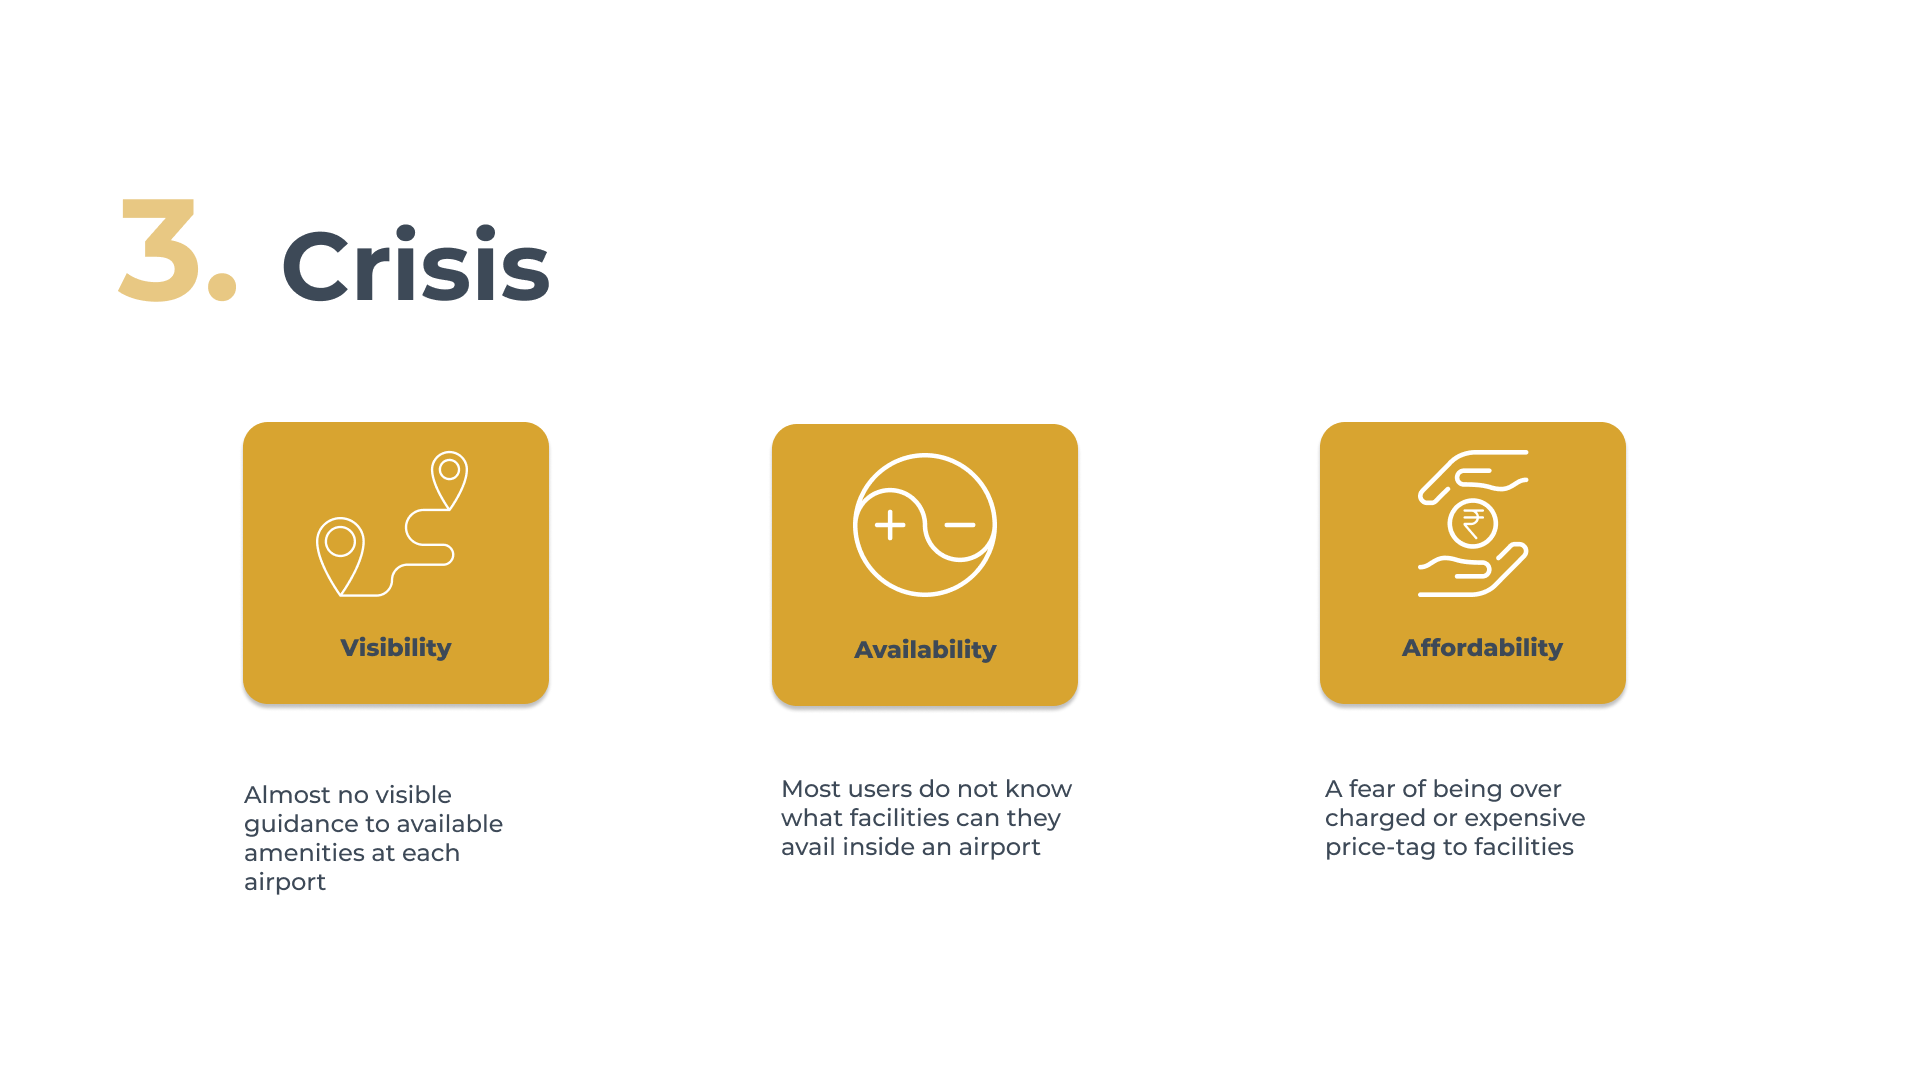 3. Crisis
Visibility
Availability
Affordability
Almost no visible
guidance to available
amenities at each
airport
Most users do not know
what facilities can they
avail inside an airport
A fear of being over
charged or expensive
price-tag to facilities